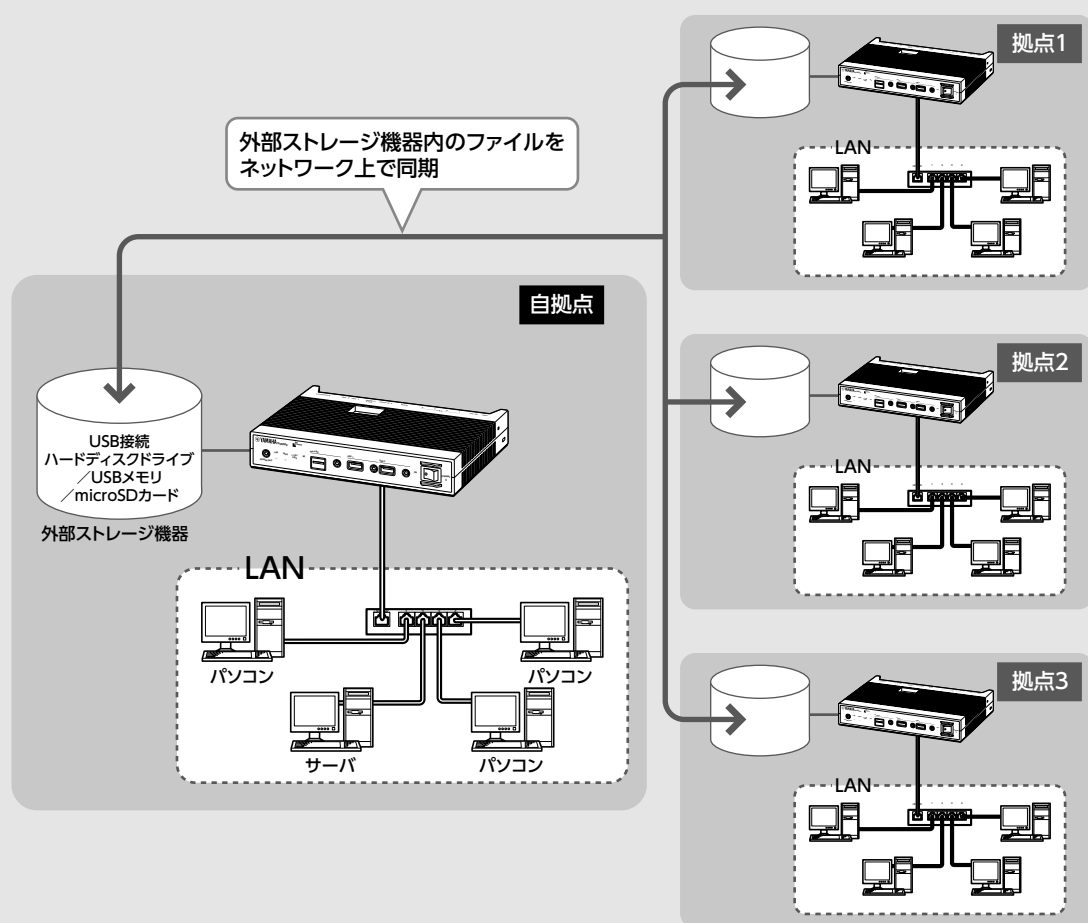 外部ストレージ機器内のファイルを
ネットワーク上で同期
自拠点
USB接続
ハードディスクドライブ
／USBメモリ
／microSDカード
外部ストレージ機器
YAMAHA
LAN
パソコン
パソコン
サーバ
パソコン
拠点1
LAN
拠点2
LAN
拠点3
LAN